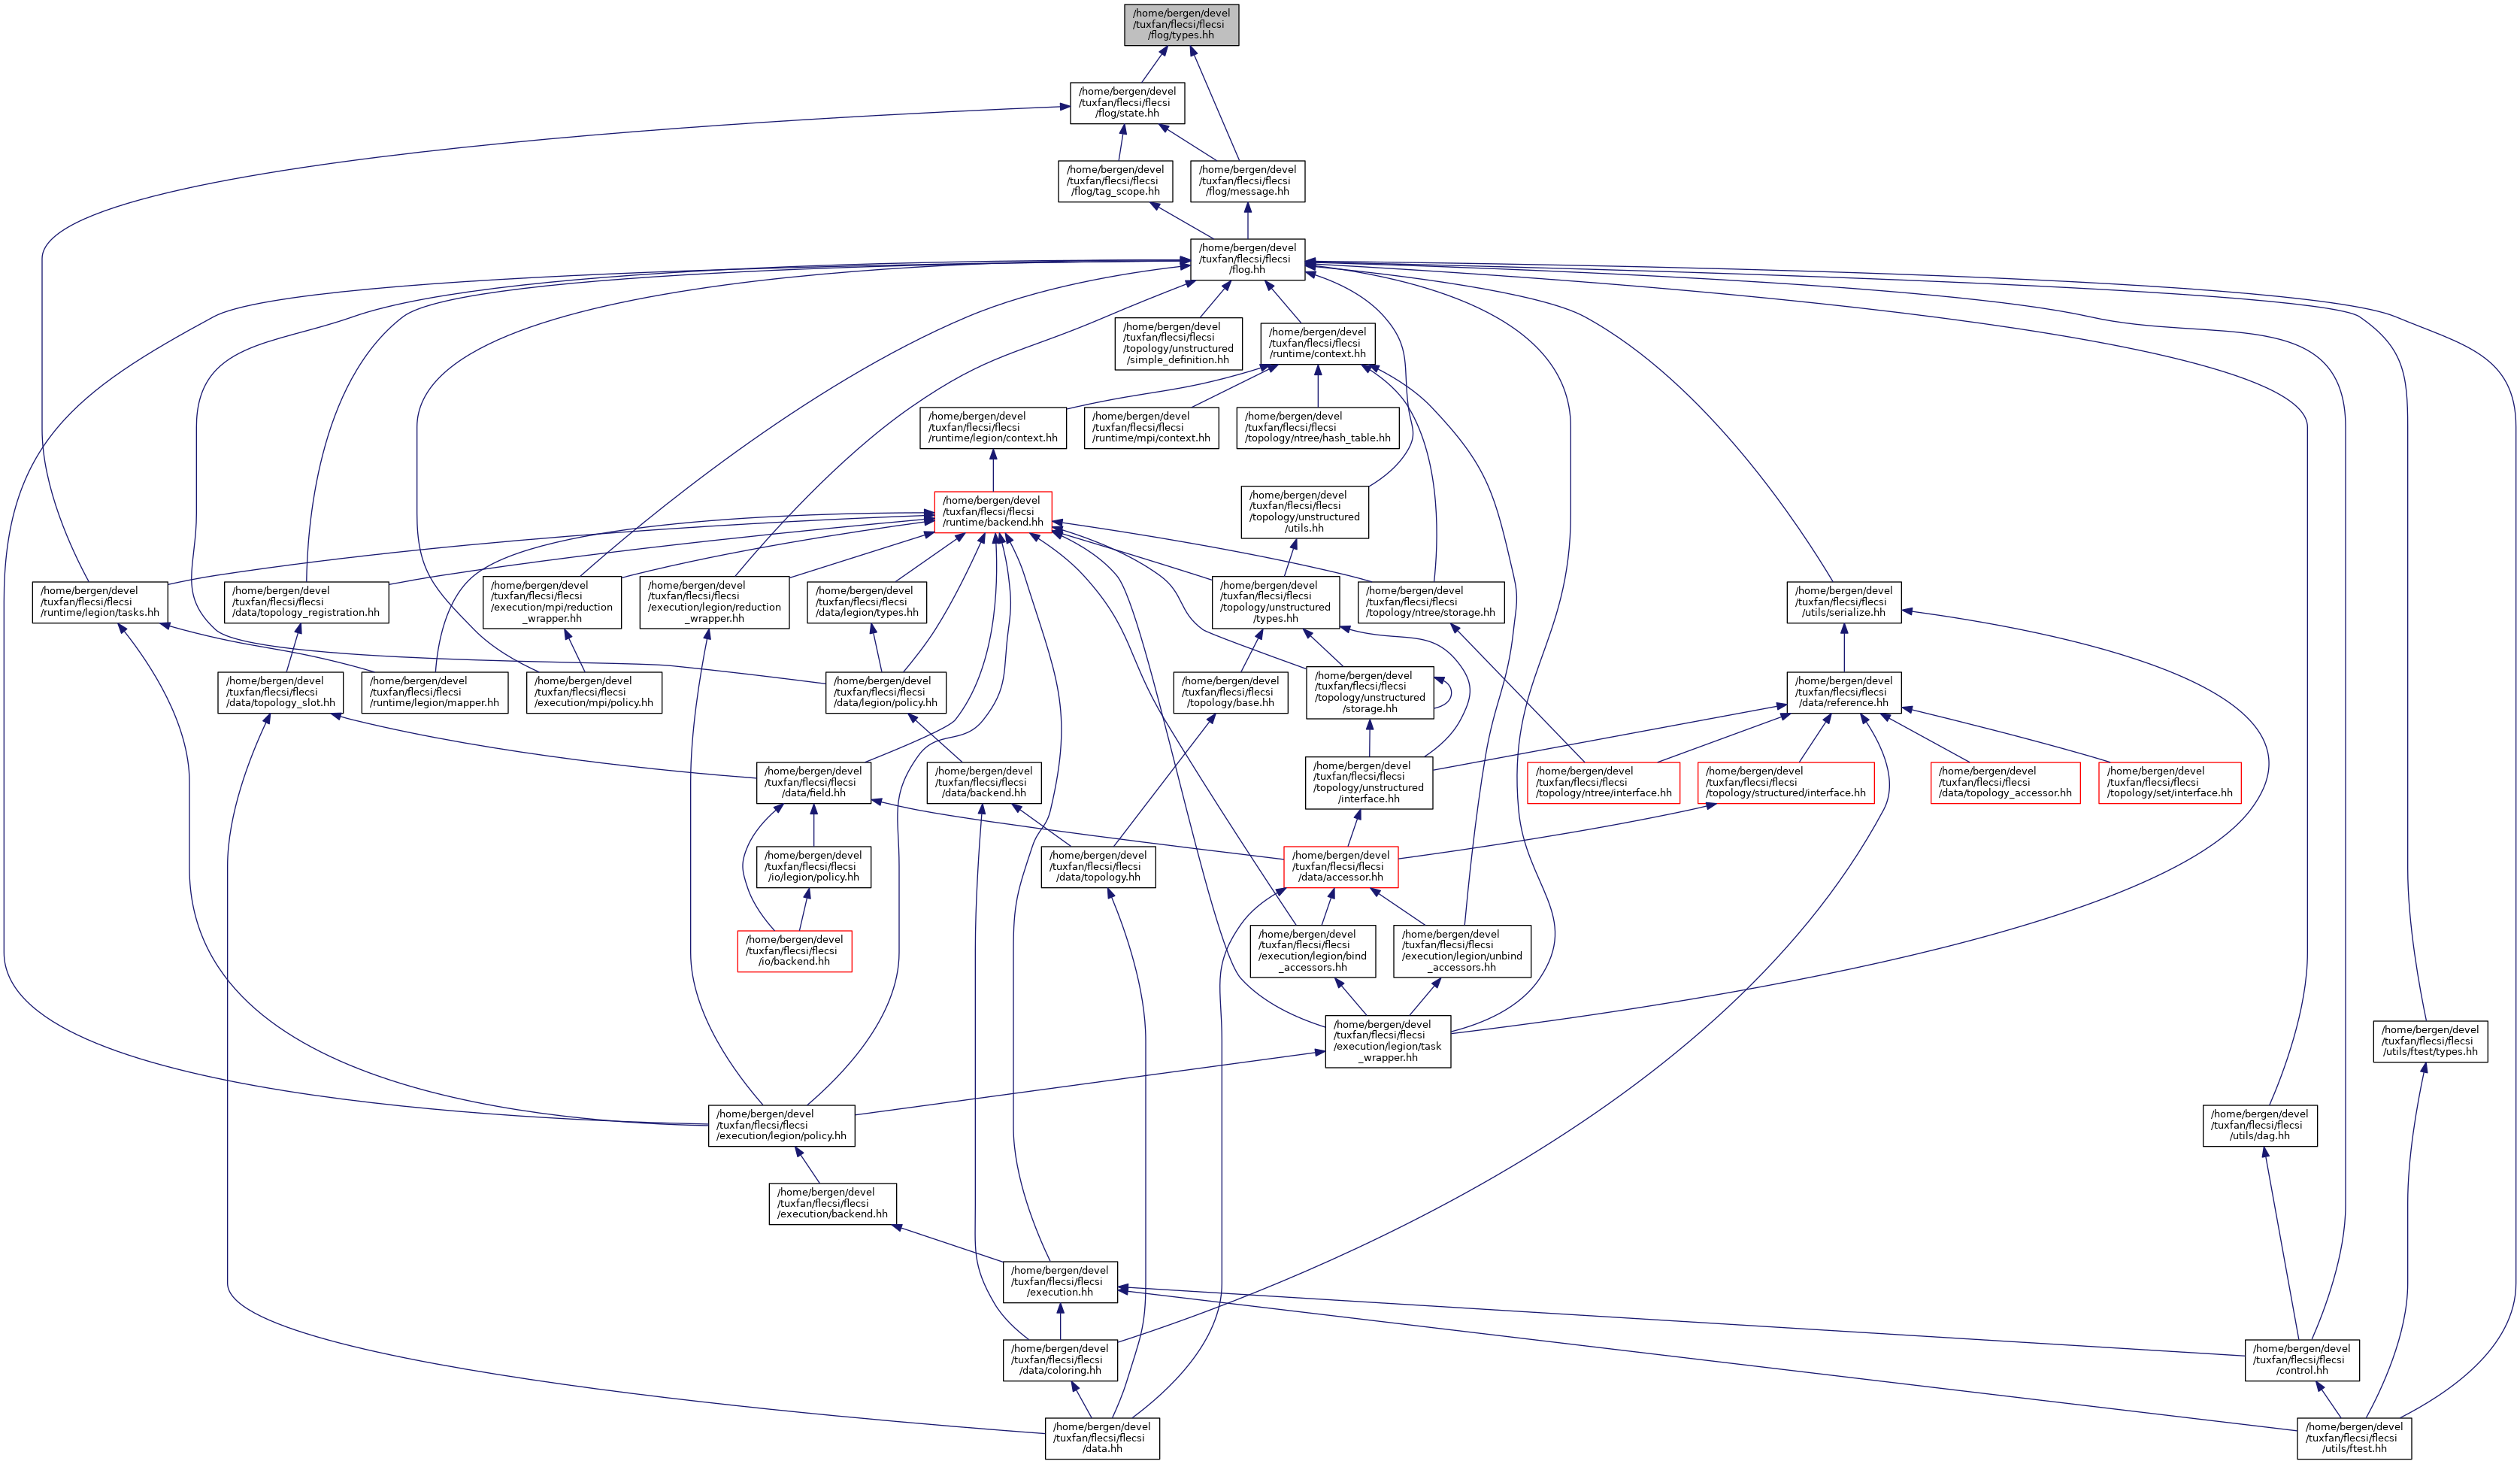 /home/bergen/devel
/tuxfan/flecsi/flecsi
/flog/types.hh
/home/bergen/devel
/tuxfan/flecsi/flecsi
/flog/state.hh
/home/bergen/devel
/tuxfan/flecsi/flecsi
/flog/tag_scope.hh
/home/bergen/devel
/tuxfan/flecsi/flecsi
/flog/message.hh
/home/bergen/devel
/tuxfan/flecsi/flecsi
/flog.hh
/home/bergen/devel
/tuxfan/flecsi/flecsi
/topology/unstructured
/simple_definition.hh
/home/bergen/devel
/tuxfan/flecsi/flecsi
/runtime/context.hh
/home/bergen/devel
/tuxfan/flecsi/flecsi
/runtime/legion/context.hh
/home/bergen/devel
/tuxfan/flecsi/flecsi
/runtime/mpi/context.hh
/home/bergen/devel
/tuxfan/flecsi/flecsi
/topology/ntree/hash_table.hh
/home/bergen/devel
/tuxfan/flecsi/flecsi
/runtime/backend.hh
/home/bergen/devel
/tuxfan/flecsi/flecsi
/topology/unstructured
/utils.hh
/home/bergen/devel
/tuxfan/flecsi/flecsi
/runtime/legion/tasks.hh
/home/bergen/devel
/tuxfan/flecsi/flecsi
/data/topology_registration.hh
/home/bergen/devel
/tuxfan/flecsi/flecsi
/execution/mpi/reduction
_wrapper.hh
/home/bergen/devel
/tuxfan/flecsi/flecsi
/execution/legion/reduction
_wrapper.hh
/home/bergen/devel
/tuxfan/flecsi/flecsi
/data/legion/types.hh
/home/bergen/devel
/tuxfan/flecsi/flecsi
/topology/unstructured
/types.hh
/home/bergen/devel
/tuxfan/flecsi/flecsi
/topology/ntree/storage.hh
/home/bergen/devel
/tuxfan/flecsi/flecsi
/utils/serialize.hh
/home/bergen/devel
/tuxfan/flecsi/flecsi
/data/topology_slot.hh
/home/bergen/devel
/tuxfan/flecsi/flecsi
/runtime/legion/mapper.hh
/home/bergen/devel
/tuxfan/flecsi/flecsi
/execution/mpi/policy.hh
/home/bergen/devel
/tuxfan/flecsi/flecsi
/data/legion/policy.hh
/home/bergen/devel
/tuxfan/flecsi/flecsi
/topology/base.hh
/home/bergen/devel
/tuxfan/flecsi/flecsi
/topology/unstructured
/storage.hh
/home/bergen/devel
/tuxfan/flecsi/flecsi
/data/reference.hh
/home/bergen/devel
/tuxfan/flecsi/flecsi
/data/field.hh
/home/bergen/devel
/tuxfan/flecsi/flecsi
/data/backend.hh
/home/bergen/devel
/tuxfan/flecsi/flecsi
/topology/unstructured
/interface.hh
/home/bergen/devel
/tuxfan/flecsi/flecsi
/topology/ntree/interface.hh
/home/bergen/devel
/tuxfan/flecsi/flecsi
/topology/structured/interface.hh
/home/bergen/devel
/tuxfan/flecsi/flecsi
/data/topology_accessor.hh
/home/bergen/devel
/tuxfan/flecsi/flecsi
/topology/set/interface.hh
/home/bergen/devel
/tuxfan/flecsi/flecsi
/io/legion/policy.hh
/home/bergen/devel
/tuxfan/flecsi/flecsi
/data/topology.hh
/home/bergen/devel
/tuxfan/flecsi/flecsi
/data/accessor.hh
/home/bergen/devel
/tuxfan/flecsi/flecsi
/io/backend.hh
/home/bergen/devel
/tuxfan/flecsi/flecsi
/execution/legion/bind
_accessors.hh
/home/bergen/devel
/tuxfan/flecsi/flecsi
/execution/legion/unbind
_accessors.hh
/home/bergen/devel
/tuxfan/flecsi/flecsi
/execution/legion/task
_wrapper.hh
/home/bergen/devel
/tuxfan/flecsi/flecsi
/utils/ftest/types.hh
/home/bergen/devel
/tuxfan/flecsi/flecsi
/execution/legion/policy.hh
/home/bergen/devel
/tuxfan/flecsi/flecsi
/utils/dag.hh
/home/bergen/devel
/tuxfan/flecsi/flecsi
/execution/backend.hh
/home/bergen/devel
/tuxfan/flecsi/flecsi
/execution.hh
/home/bergen/devel
/tuxfan/flecsi/flecsi
/data/coloring.hh
/home/bergen/devel
/tuxfan/flecsi/flecsi
/control.hh
/home/bergen/devel
/tuxfan/flecsi/flecsi
/data.hh
/home/bergen/devel
/tuxfan/flecsi/flecsi
/utils/ftest.hh